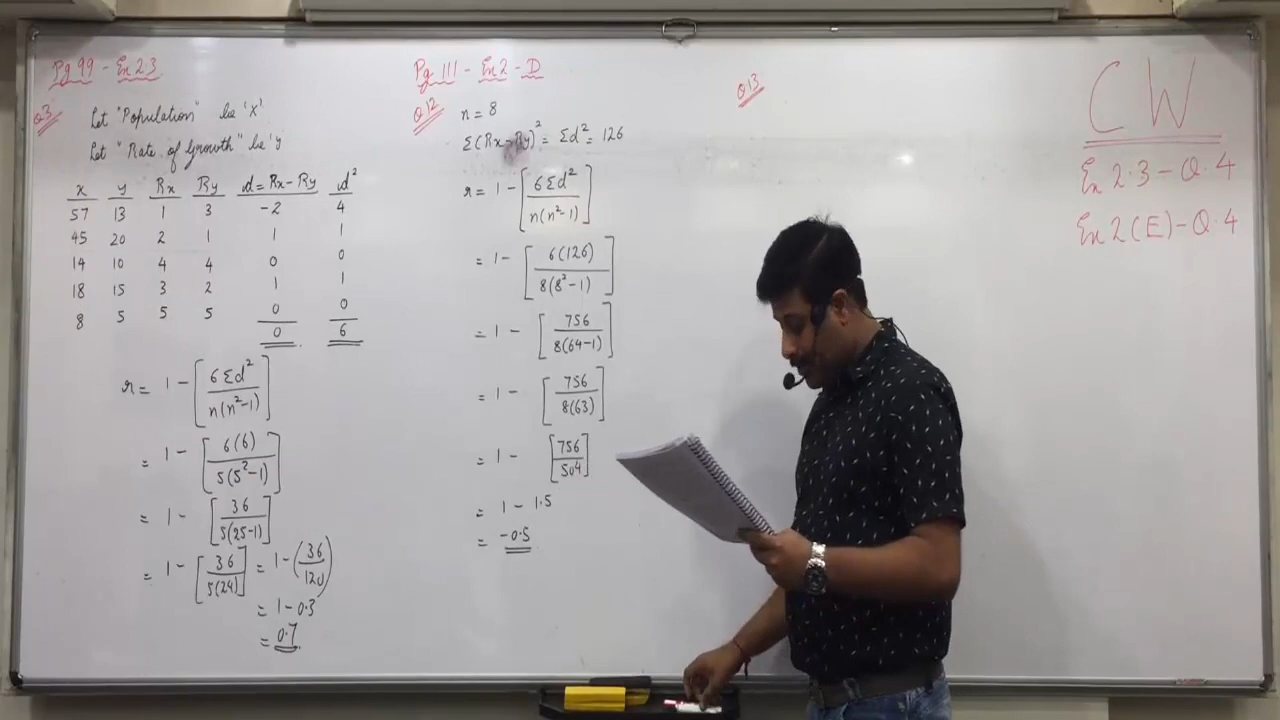 Pg 99 - Ex 2.3
Q3
Let "Population" be 'x'
Let "Rate of Growth" be 'y'
x y Rx Ry d=Rx-Ry d²
57 13 1 3 -2 4
45 20 2 1 1 1
14 10 4 4 0 0
18 15 3 2 1 1
8 5 5 5 0 0
0 6
r = 1 - [6Σd² / n(n²-1)]
= 1 - [6(6) / 5(5²-1)]
= 1 - [36 / 5(25-1)]
= 1 - [36 / 5(24)] = 1 - (36 / 120)
= 1 - 0.3
= 0.7
Pg 111 - Ex 2 - D
Q12
n = 8
Σ(Rx-Ry)² = Σd² = 126
r = 1 - [6Σd² / n(n²-1)]
= 1 - [6(126) / 8(8²-1)]
= 1 - [756 / 8(64-1)]
= 1 - [756 / 8(63)]
= 1 - [756 / 504]
= 1 - 1.5
= -0.5
Q13
CW
Ex 2.3 - Q.4
Ex 2(E) - Q.4